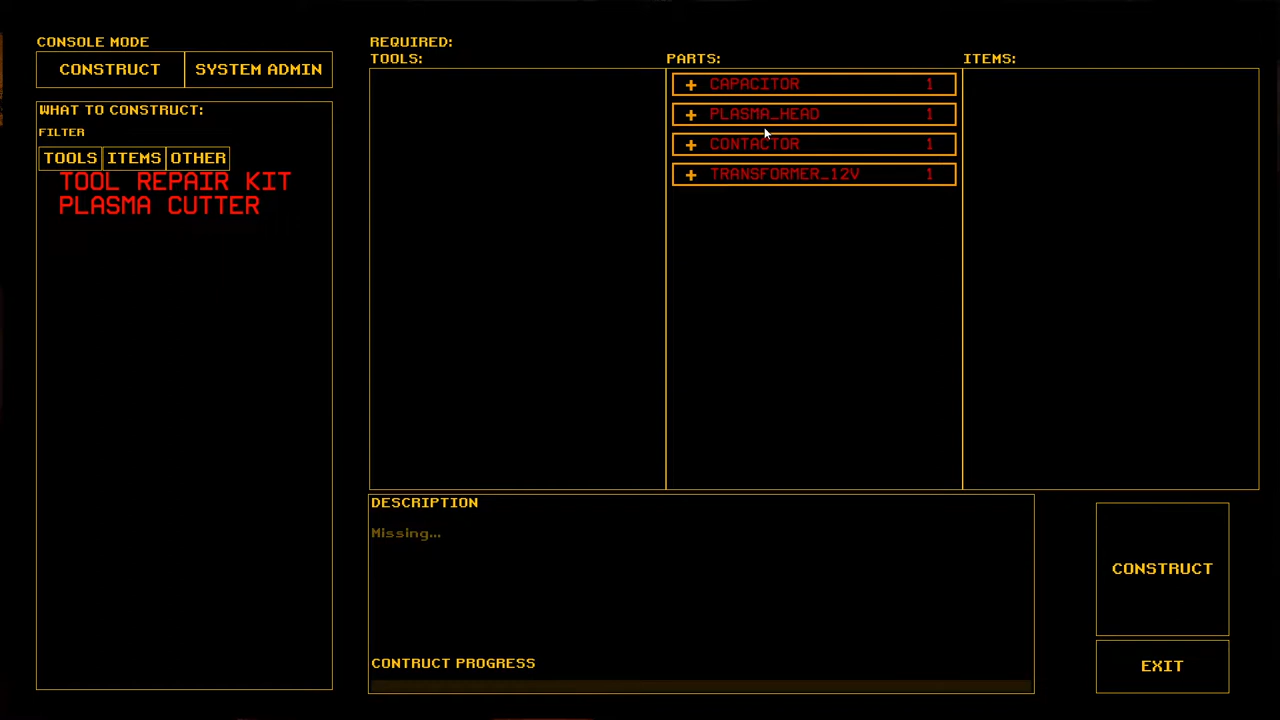 CONSOLE MODE
CONSTRUCT SYSTEM ADMIN
WHAT TO CONSTRUCT:
FILTER
TOOLS ITEMS OTHER
TOOL REPAIR KIT
PLASMA CUTTER
REQUIRED:
TOOLS:
PARTS:
CAPACITOR 1
PLASMA_HEAD 1
CONTACTOR 1
TRANSFORMER_12V 1
ITEMS:
DESCRIPTION
Missing...
CONTRUCT PROGRESS
CONSTRUCT
EXIT